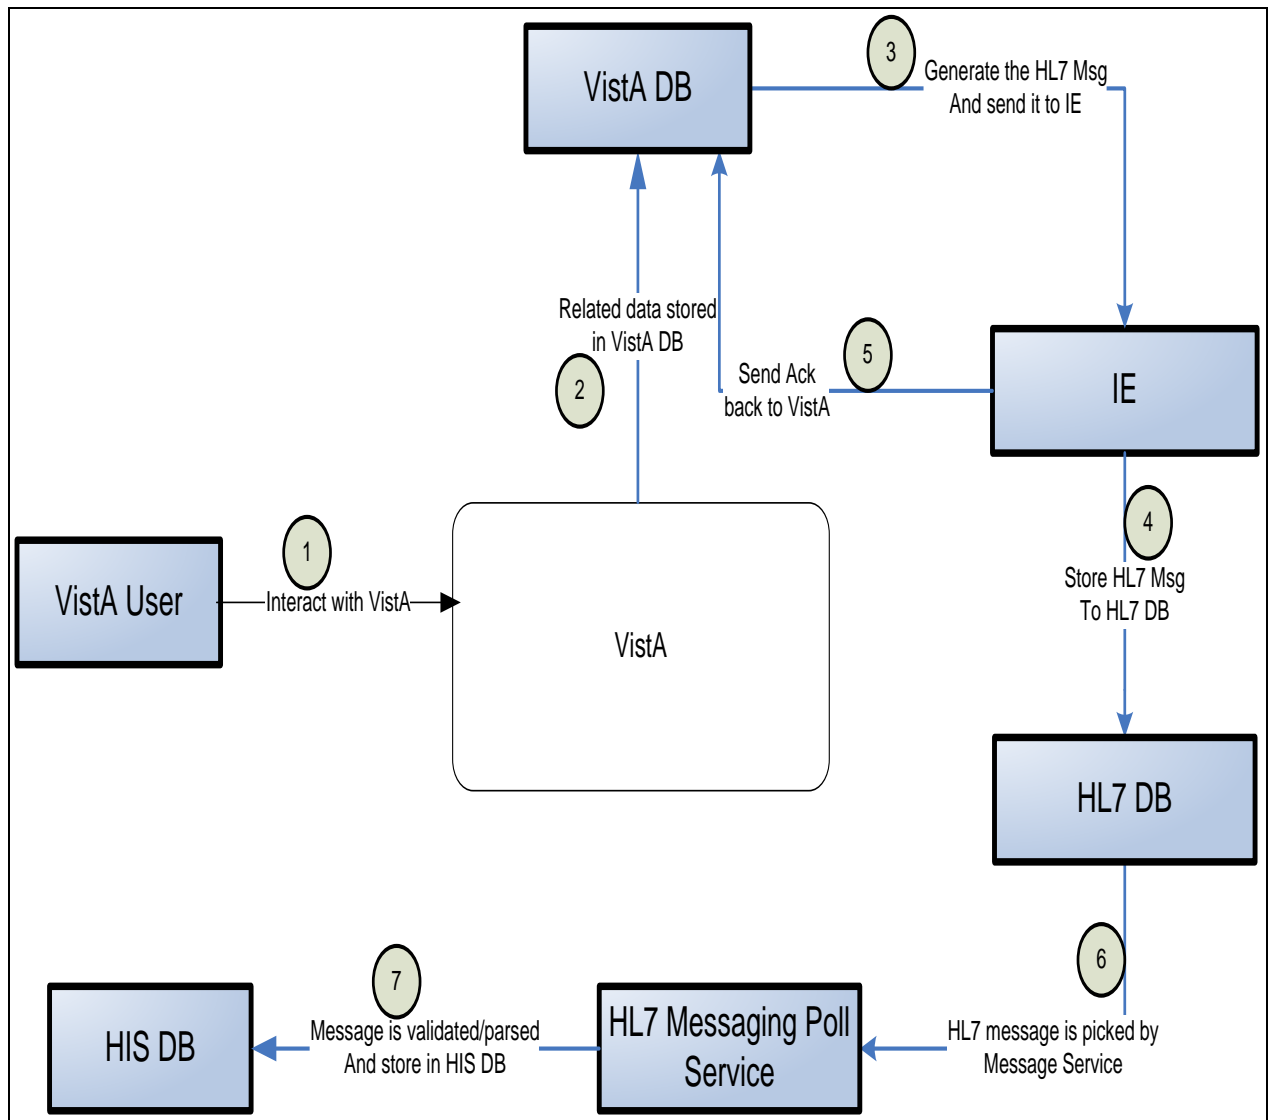 VistA DB
3
Generate the HL7 Msg
And send it to IE
Related data stored
in VistA DB
2
5
Send Ack
back to VistA
IE
4
Store HL7 Msg
To HL7 DB
1
VistA User
Interact with VistA
VistA
HL7 DB
6
HL7 message is picked by
Message Service
7
HIS DB
Message is validated/parsed
And store in HIS DB
HL7 Messaging Poll
Service